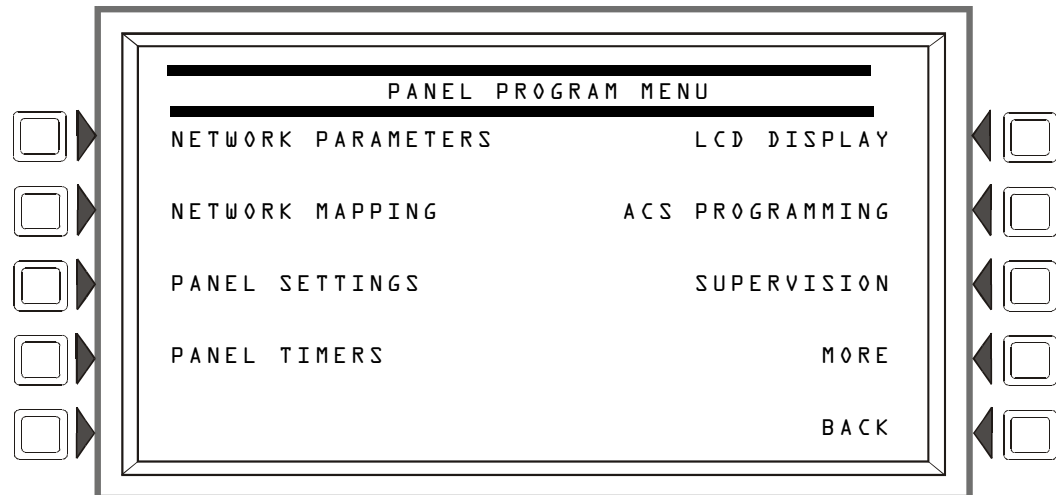 PANEL PROGRAM MENU
NETWORK PARAMETERS LCD DISPLAY
NETWORK MAPPING ACS PROGRAMMING
PANEL SETTINGS SUPERVISION
PANEL TIMERS MORE
BACK